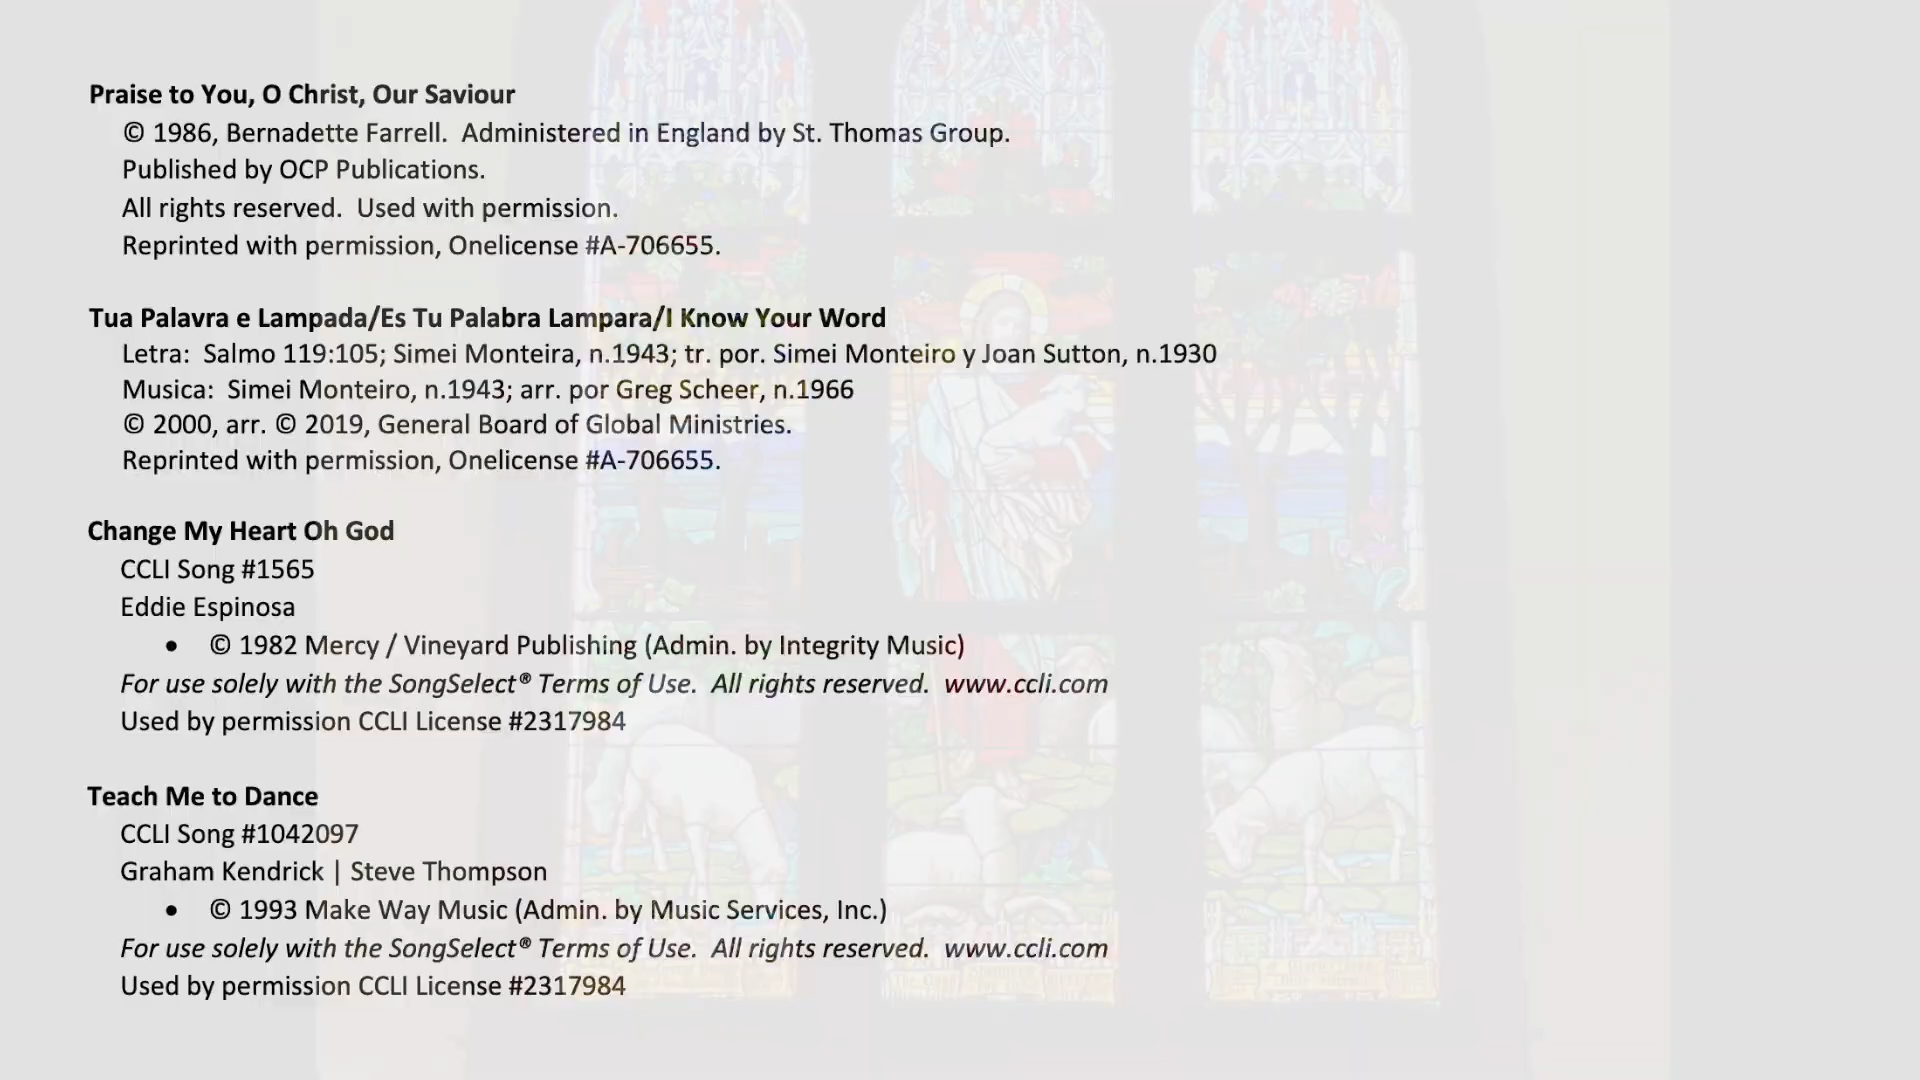 Praise to You, O Christ, Our Saviour
© 1986, Bernadette Farrell.  Administered in England by St. Thomas Group.
Published by OCP Publications.
All rights reserved.  Used with permission.
Reprinted with permission, Onelicense #A-706655.
Tua Palavra e Lampada/Es Tu Palabra Lampara/I Know Your Word
Letra:  Salmo 119:105; Simei Monteira, n.1943; tr. por. Simei Monteiro y Joan Sutton, n.1930
Musica:  Simei Monteiro, n.1943; arr. por Greg Scheer, n.1966
© 2000, arr. © 2019, General Board of Global Ministries.
Reprinted with permission, Onelicense #A-706655.
Change My Heart Oh God
CCLI Song #1565
Eddie Espinosa
• © 1982 Mercy / Vineyard Publishing (Admin. by Integrity Music)
For use solely with the SongSelect® Terms of Use.  All rights reserved.  www.ccli.com
Used by permission CCLI License #2317984
Teach Me to Dance
CCLI Song #1042097
Graham Kendrick | Steve Thompson
• © 1993 Make Way Music (Admin. by Music Services, Inc.)
For use solely with the SongSelect® Terms of Use.  All rights reserved.  www.ccli.com
Used by permission CCLI License #2317984